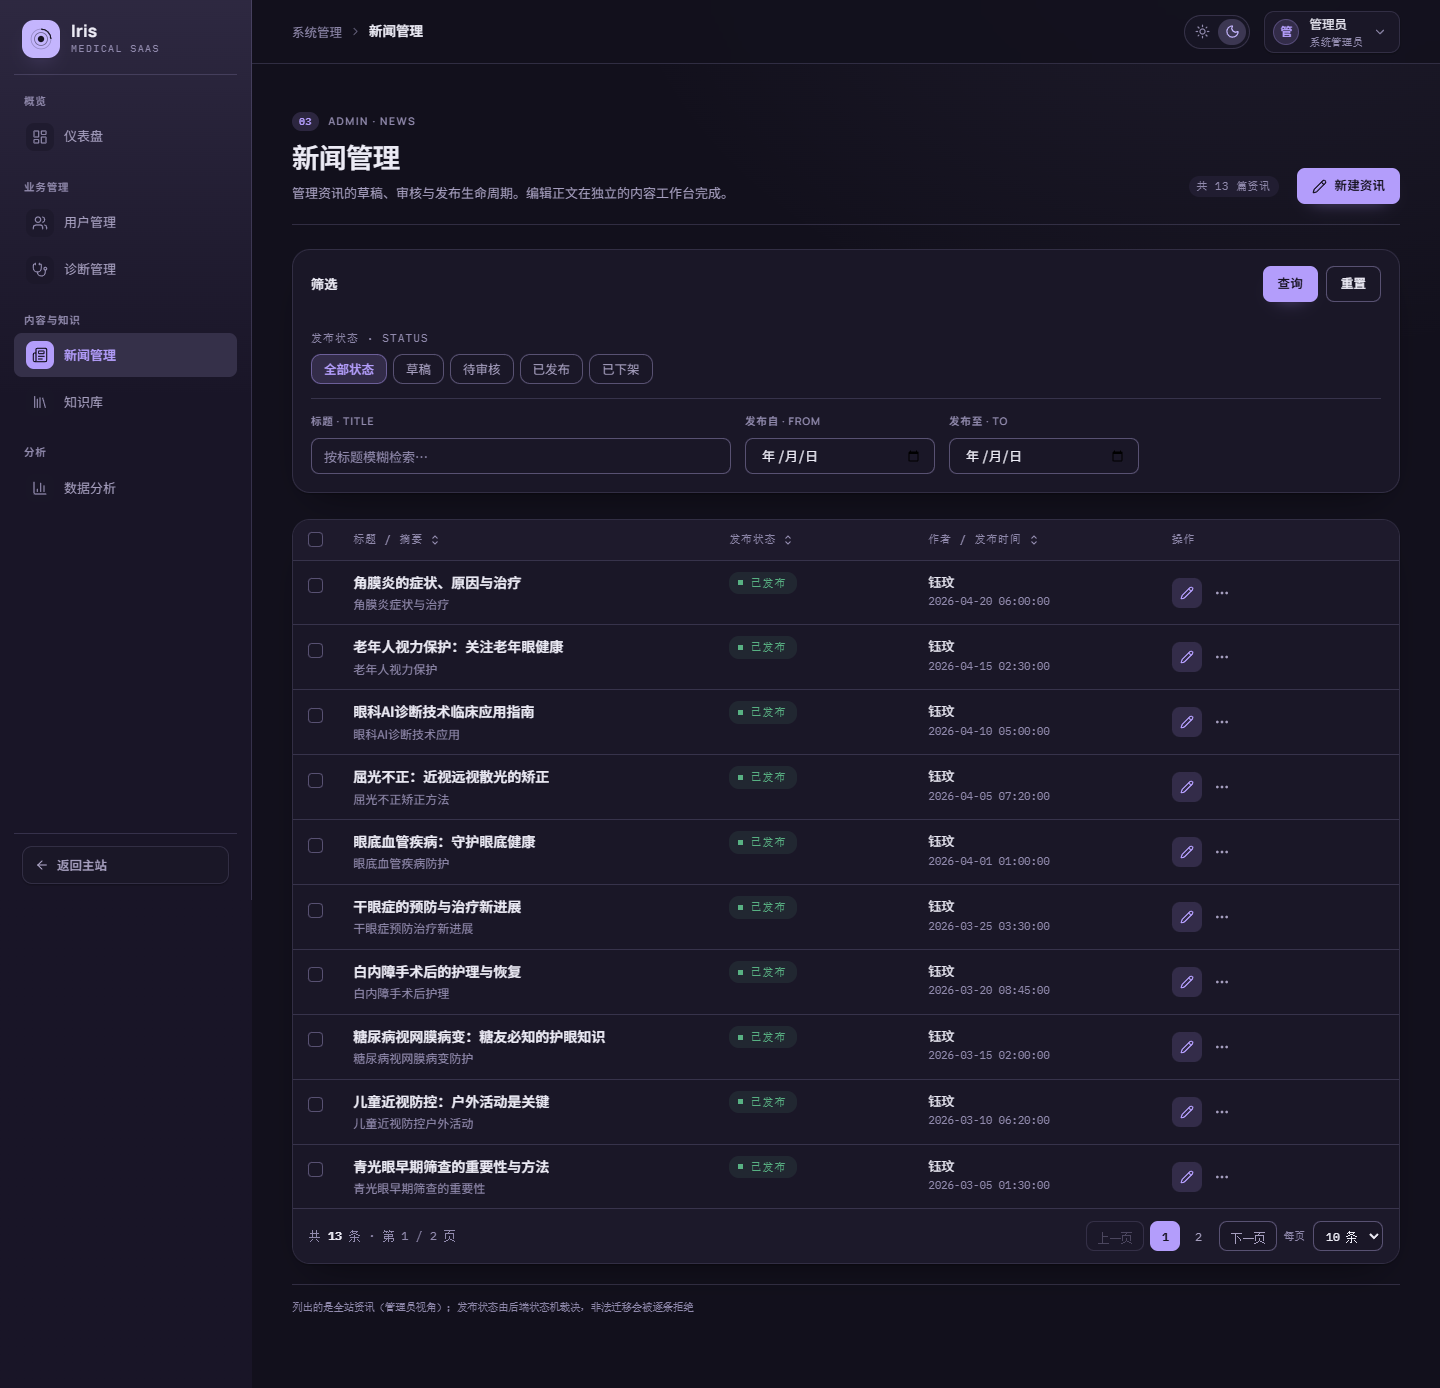 Iris
MEDICAL SAAS
概览
仪表盘
业务管理
用户管理
诊断管理
内容与知识
新闻管理
知识库
分析
数据分析
返回主站
系统管理 > 新闻管理
管 管理员
系统管理员
03 ADMIN · NEWS
新闻管理
管理资讯的草稿、审核与发布生命周期。编辑正文在独立的内容工作台完成。
共 13 篇资讯
新建资讯
筛选
查询 重置
发布状态 · STATUS
全部状态 草稿 待审核 已发布 已下架
标题 · TITLE 发布自 · FROM 发布至 · TO
按标题模糊检索… 年 /月/日 年 /月/日
标题 / 摘要 发布状态 作者 / 发布时间 操作
角膜炎的症状、原因与治疗 已发布 钰玟
角膜炎症状与治疗 2026-04-20 06:00:00
老年人视力保护：关注老年眼健康 已发布 钰玟
老年人视力保护 2026-04-15 02:30:00
眼科AI诊断技术临床应用指南 已发布 钰玟
眼科AI诊断技术应用 2026-04-10 05:00:00
屈光不正：近视远视散光的矫正 已发布 钰玟
屈光不正矫正方法 2026-04-05 07:20:00
眼底血管疾病：守护眼底健康 已发布 钰玟
眼底血管疾病防护 2026-04-01 01:00:00
干眼症的预防与治疗新进展 已发布 钰玟
干眼症预防治疗新进展 2026-03-25 03:30:00
白内障手术后的护理与恢复 已发布 钰玟
白内障手术后护理 2026-03-20 08:45:00
糖尿病视网膜病变：糖友必知的护眼知识 已发布 钰玟
糖尿病视网膜病变防护 2026-03-15 02:00:00
儿童近视防控：户外活动是关键 已发布 钰玟
儿童近视防控户外活动 2026-03-10 06:20:00
青光眼早期筛查的重要性与方法 已发布 钰玟
青光眼早期筛查的重要性 2026-03-05 01:30:00
共 13 条 · 第 1 / 2 页 上一页 1 2 下一页 每页 10 条
列出的是全站资讯（管理员视角）；发布状态由后端状态机裁决，非法迁移会被逐条拒绝